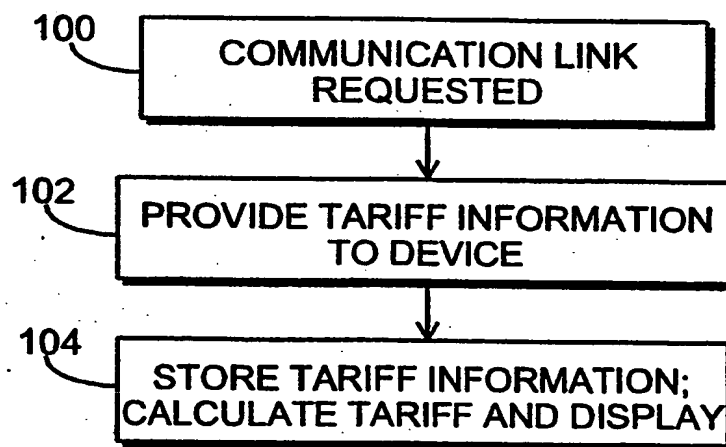 100
COMMUNICATION LINK
REQUESTED
102
PROVIDE TARIFF INFORMATION
TO DEVICE
104
STORE TARIFF INFORMATION;
CALCULATE TARIFF AND DISPLAY